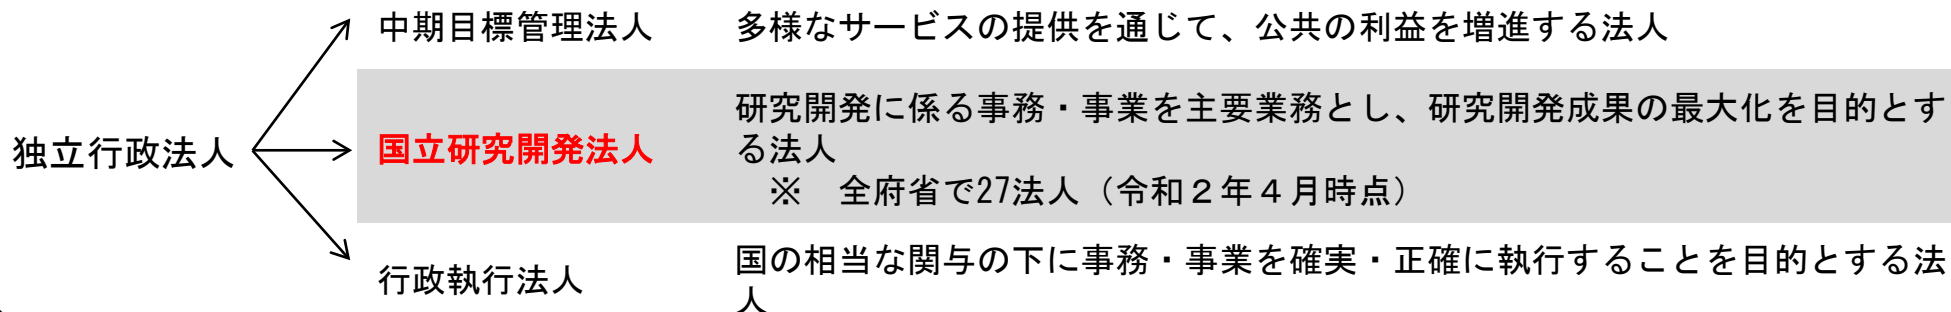 中期目標管理法人 多様なサービスの提供を通じて、公共の利益を増進する法人
独立行政法人
国立研究開発法人
研究開発に係る事務・事業を主要業務とし、研究開発成果の最大化を目的とす
る法人
※　全府省で27法人（令和２年４月時点）
行政執行法人
国の相当な関与の下に事務・事業を確実・正確に執行することを目的とする法
人